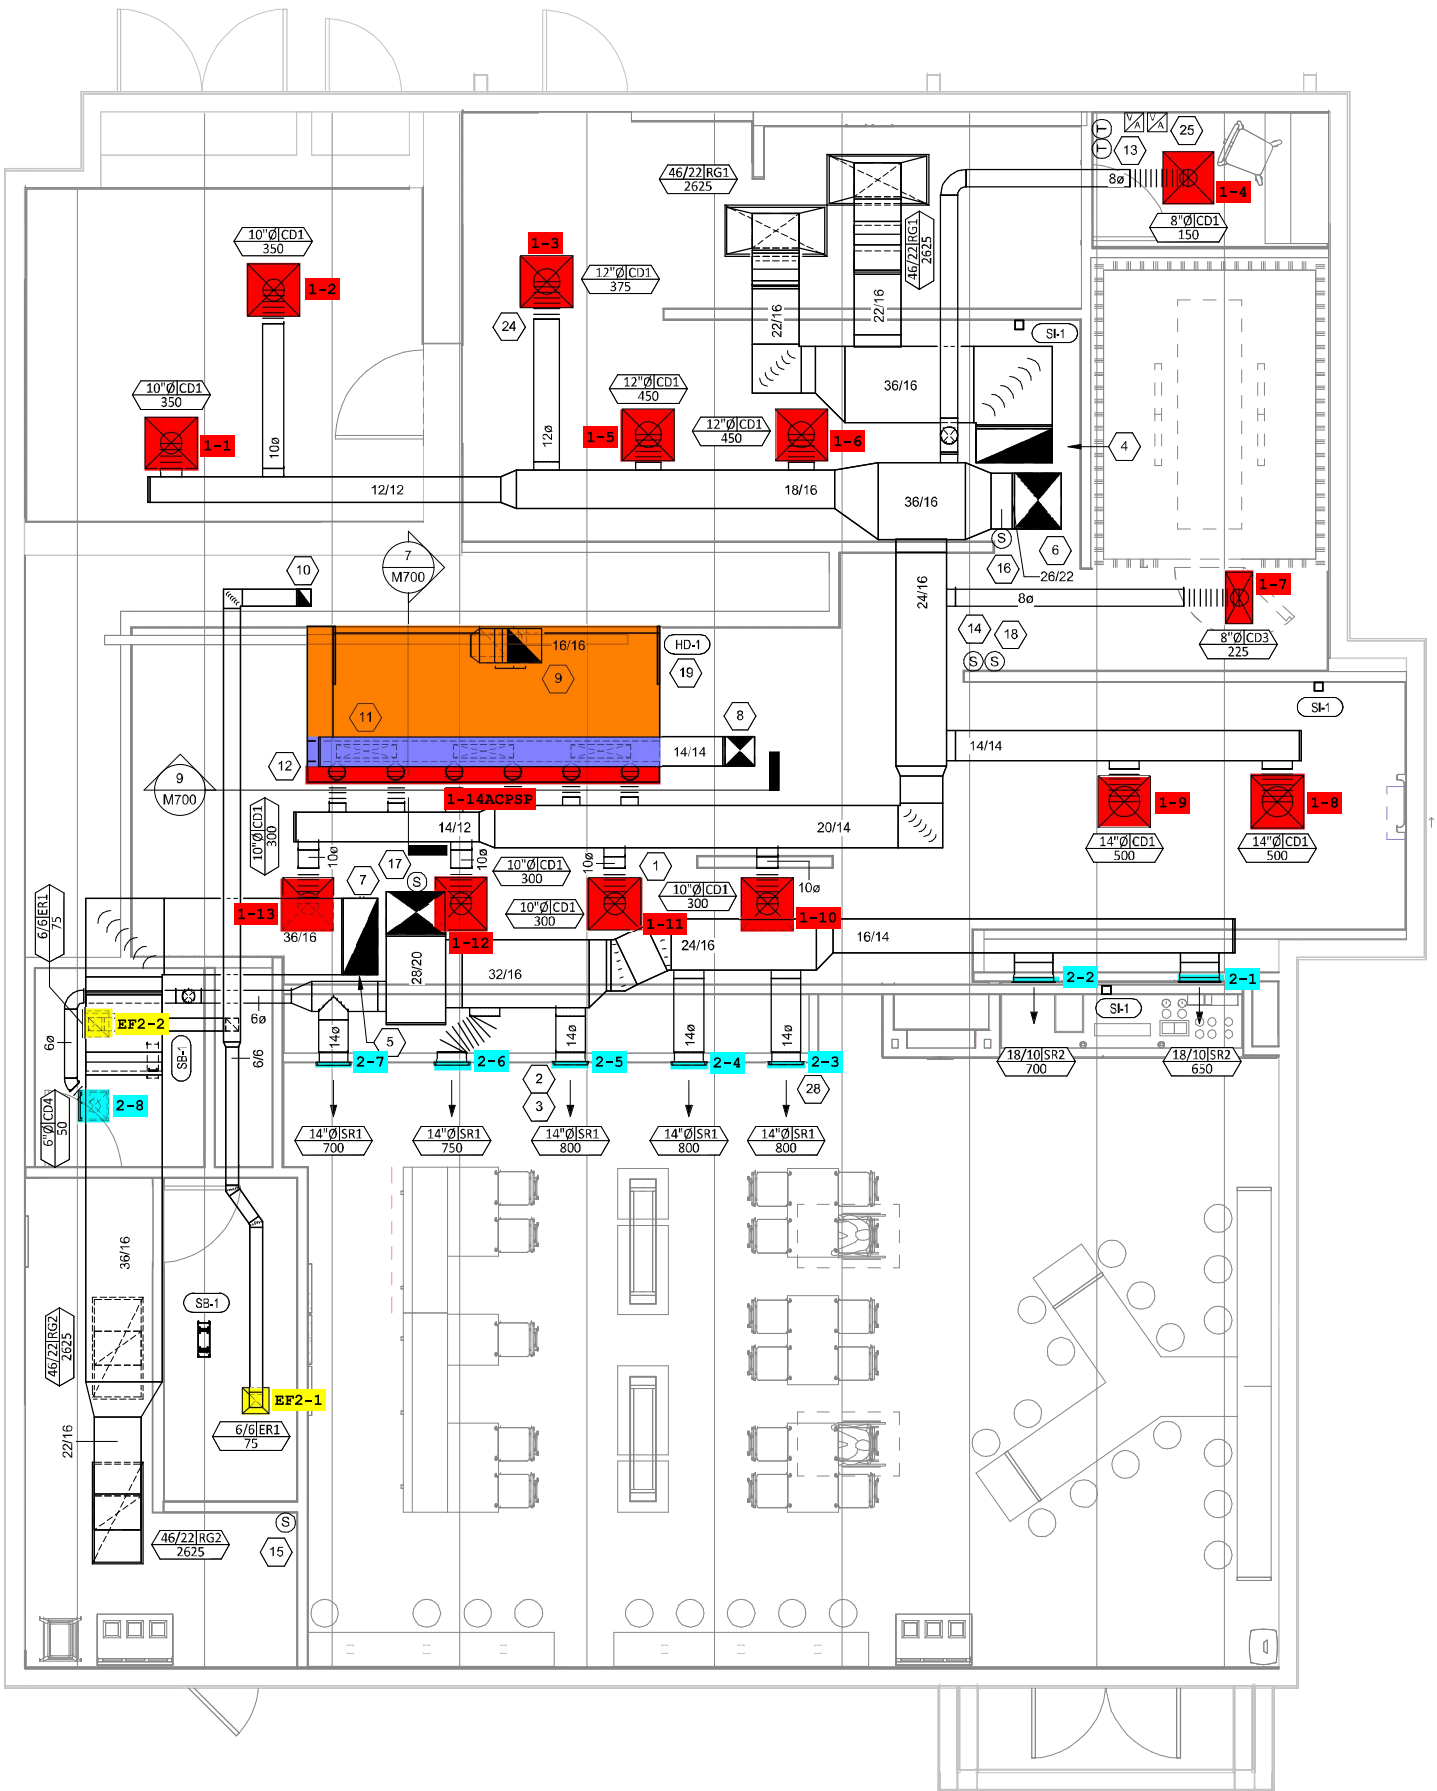 V
A
V
A
25
T
T
13
8ø
1-4
8"Ø CD1
150
46/22 RG1
2625
46/22 RG1
2625
10"Ø CD1
350
1-2
1-3
12"Ø CD1
375
24
22/16
22/16
SI-1
36/16
10"Ø CD1
350
1-1
10ø
12ø
12"Ø CD1
450
1-5
12"Ø CD1
450
1-6
4
12/12
18/16
36/16
S
6
16
26/22
7
M700
10
24/16
8ø
1-7
8"Ø CD3
225
14
18
S
S
16/16
HD-1
9
19
11
8
14/14
12
9
M700
14/14
SI-1
1-14ACPSP
14/12
20/14
1-9
1-8
14"Ø CD1
500
14"Ø CD1
500
10"Ø CD1
300
10ø
10ø
10ø
10ø
17
S
7
10"Ø CD1
300
1
10"Ø CD1
300
10"Ø CD1
300
1-13
1-12
1-11
1-10
6/6 ER1
75
36/16
28/20
32/16
24/16
16/14
2-2
2-1
SI-1
EF2-2
6ø
6ø
SB-1
6/6
14ø
14ø
14ø
14ø
5
2-7
2-6
2-5
2-4
2-3
18/10 SR2
700
18/10 SR2
650
2
3
28
2-8
6"Ø CD4
50
14"Ø SR1
700
14"Ø SR1
750
14"Ø SR1
800
14"Ø SR1
800
14"Ø SR1
800
36/16
SB-1
46/22 RG2
2625
EF2-1
6/6 ER1
75
22/16
46/22 RG2
2625
S
15